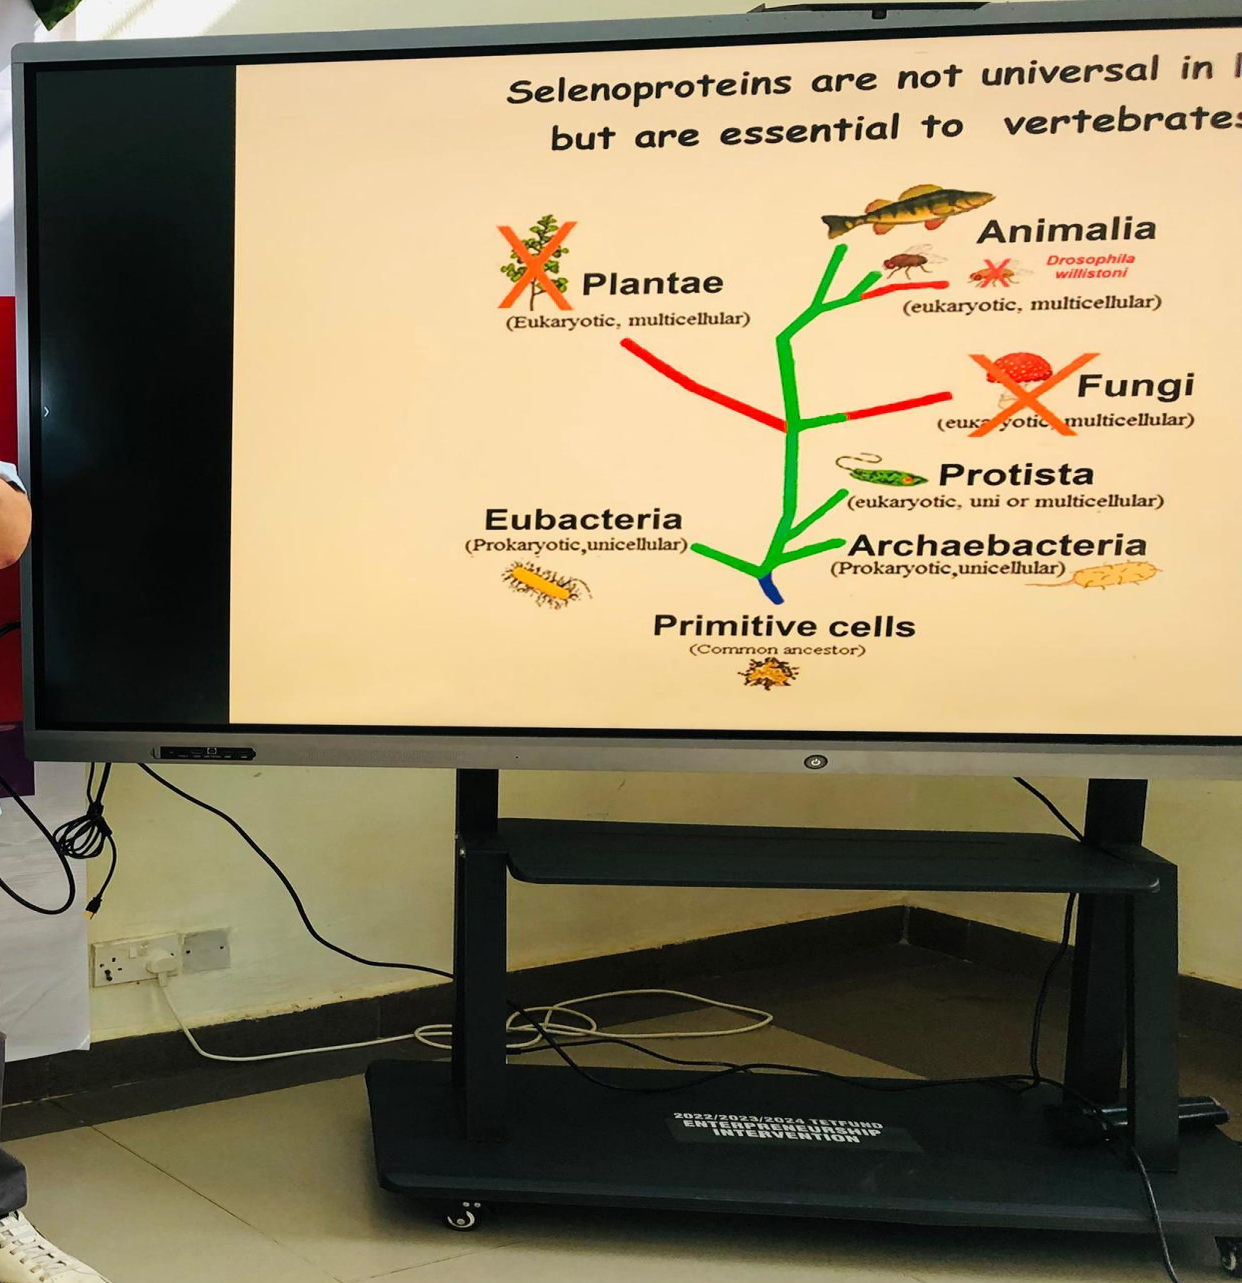 Selenoproteins are not universal in
but are essential to vertebrates
Animalia
Drosophila
willistoni
(eukaryotic, multicellular)
Plantae
(Eukaryotic, multicellular)
Fungi
(eukaryotic, multicellular)
Protista
(eukaryotic, uni or multicellular)
Eubacteria
(Prokaryotic,unicellular)
Archaebacteria
(Prokaryotic,unicellular)
Primitive cells
(Common ancestor)
2022/2023/2024 TETFUND
ENTERPRENEURSHIP
INTERVENTION